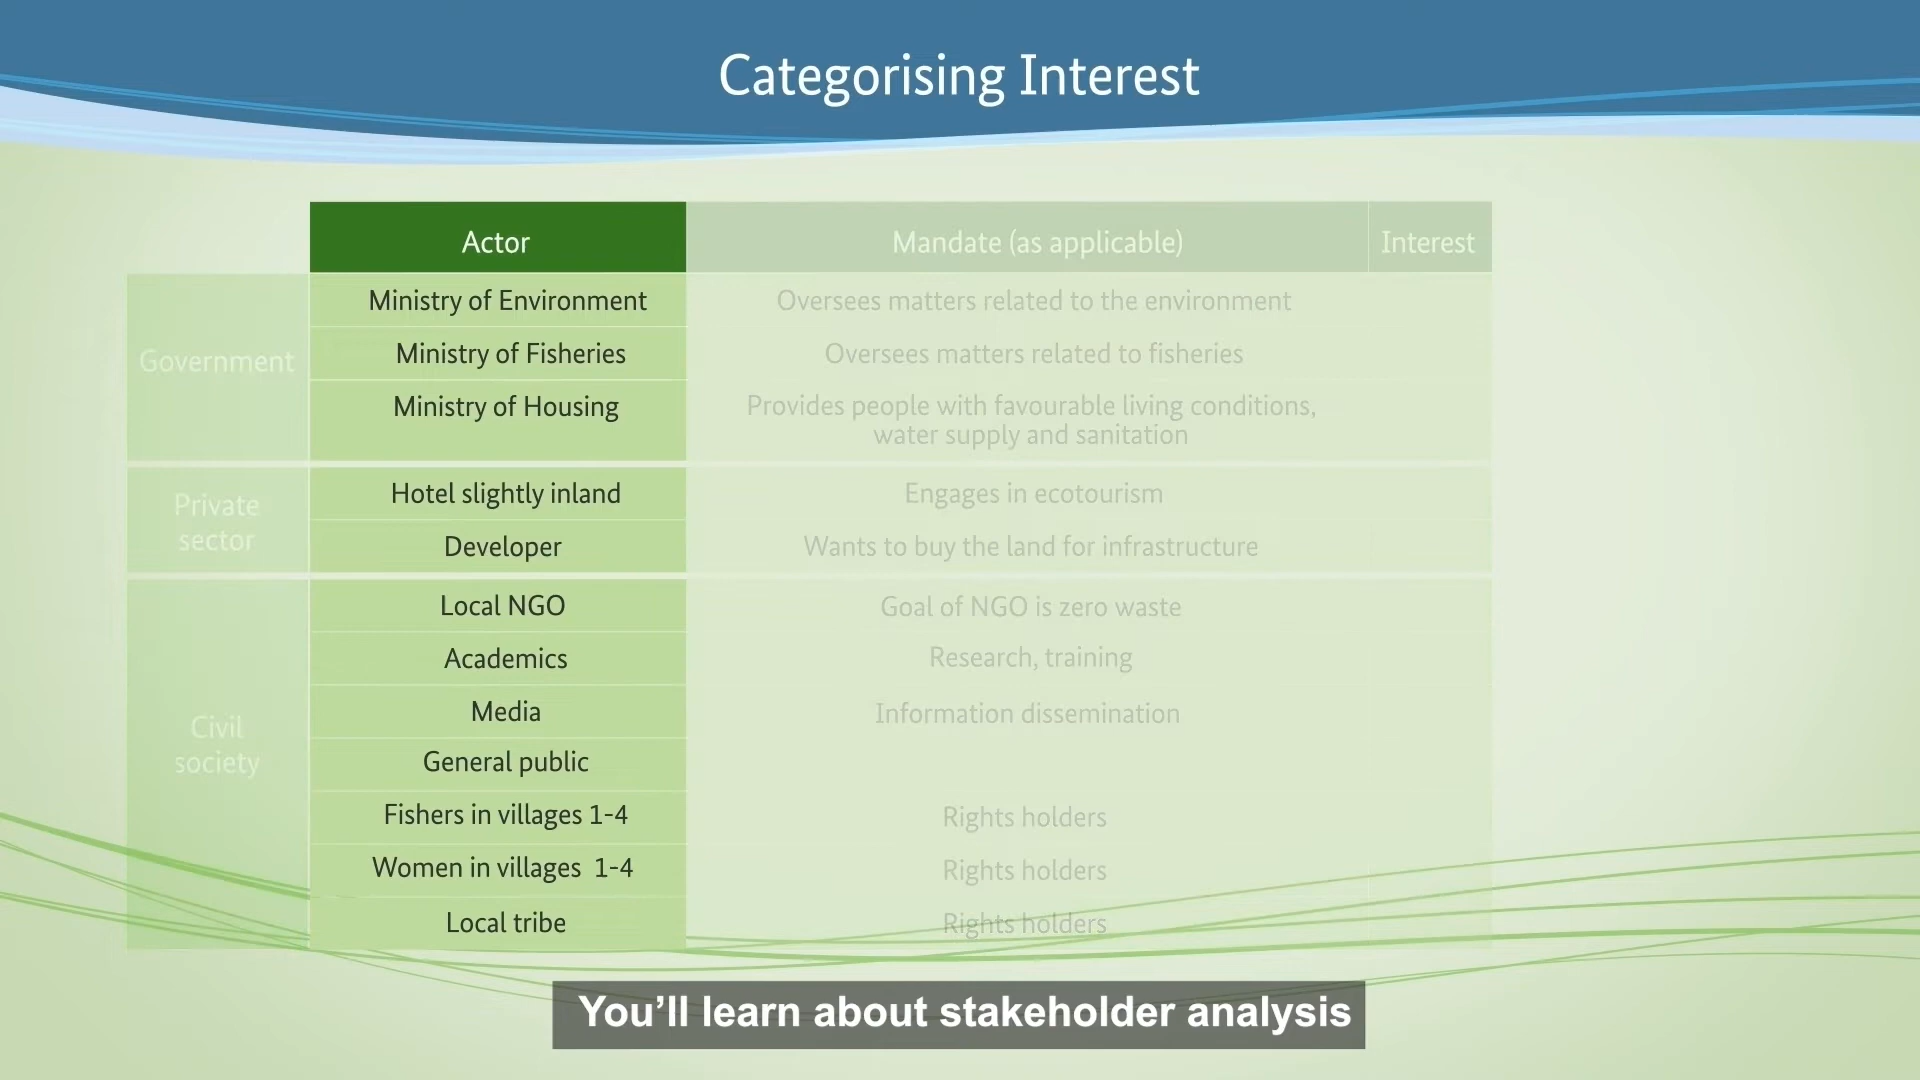 Categorising Interest
Actor Mandate (as applicable) Interest
Government
Ministry of Environment Oversees matters related to the environment
Ministry of Fisheries Oversees matters related to fisheries
Ministry of Housing Provides people with favourable living conditions,
water supply and sanitation
Private
sector
Hotel slightly inland Engages in ecotourism
Developer Wants to buy the land for infrastructure
Civil
society
Local NGO Goal of NGO is zero waste
Academics Research, training
Media Information dissemination
General public
Fishers in villages 1-4 Rights holders
Women in villages 1-4 Rights holders
Local tribe Rights holders
You’ll learn about stakeholder analysis